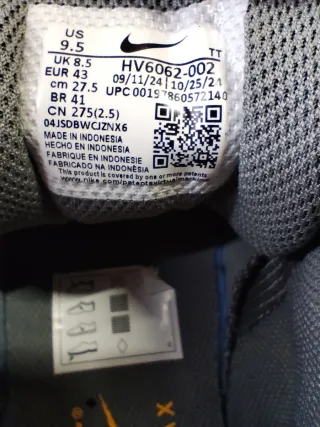 US
9.5
TT
UK 8.5
HV6062-002
EUR 43
09/11/24 10/25/24
cm 27.5
UPC 00197860572140
BR 41
CN 275(2.5)
04JSDBWCJZNX6
MADE IN INDONESIA
HECHO EN INDONESIA
FABRIQUE EN INDONESIE
FABRICADO NA INDONÉSIA
This product is covered by one or more patents.